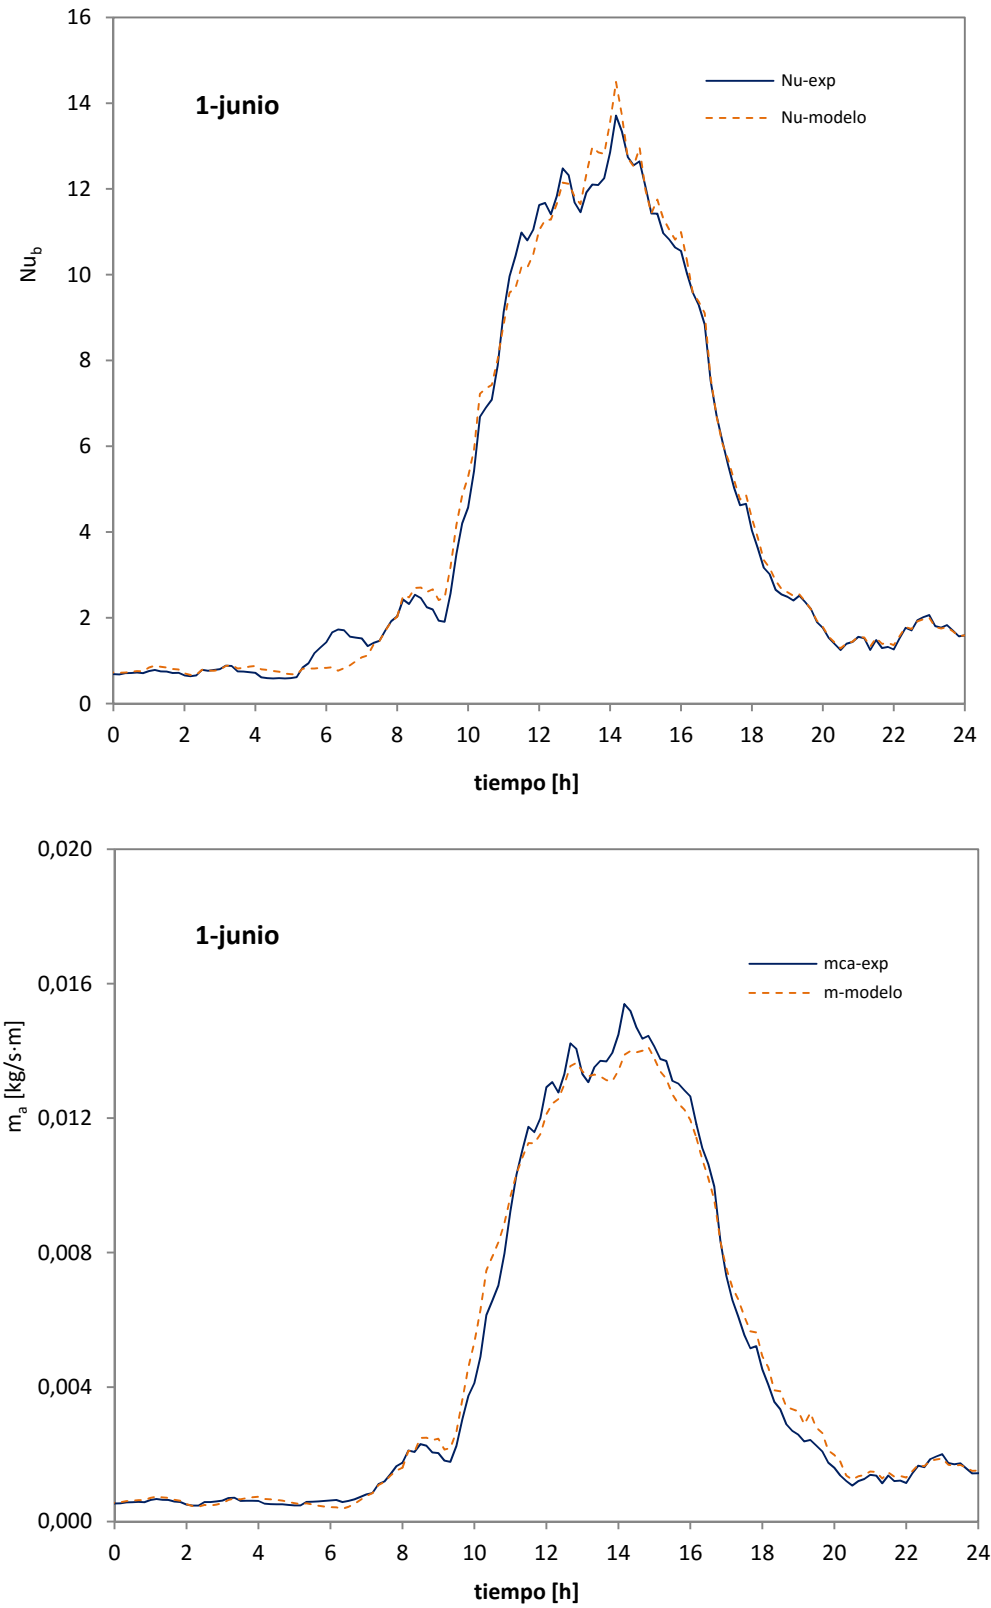 16
14
12
10
8
6
4
2
0
Nu_b
1-junio
Nu-exp
Nu-modelo
0 2 4 6 8 10 12 14 16 18 20 22 24
tiempo [h]
0,020
0,016
0,012
0,008
0,004
0,000
m_a [kg/s·m]
1-junio
mca-exp
m-modelo
0 2 4 6 8 10 12 14 16 18 20 22 24
tiempo [h]